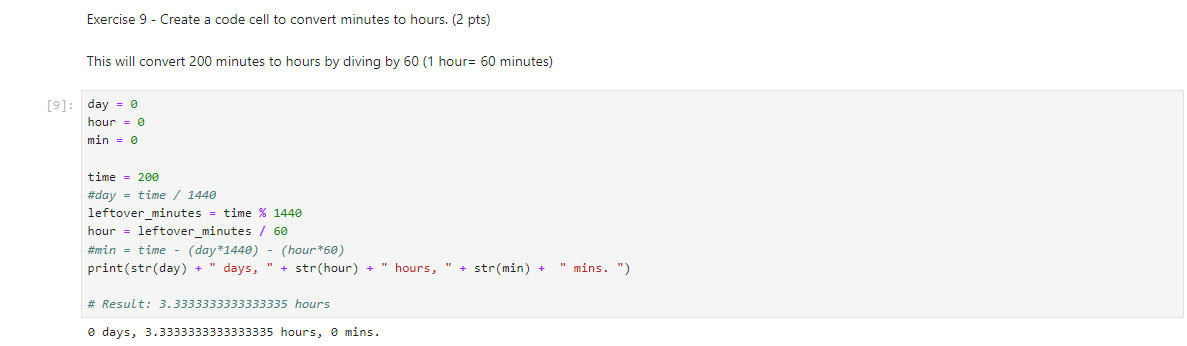 Exercise 9 - Create a code cell to convert minutes to hours. (2 pts)
This will convert 200 minutes to hours by diving by 60 (1 hour= 60 minutes)
[9]:
day = 0
hour = 0
min = 0
time = 200
#day = time / 1440
leftover_minutes = time % 1440
hour = leftover_minutes / 60
#min = time - (day*1440) - (hour*60)
print(str(day) + " days, " + str(hour) + " hours, " + str(min) +  " mins. ")
# Result: 3.3333333333333335 hours
0 days, 3.3333333333333335 hours, 0 mins.